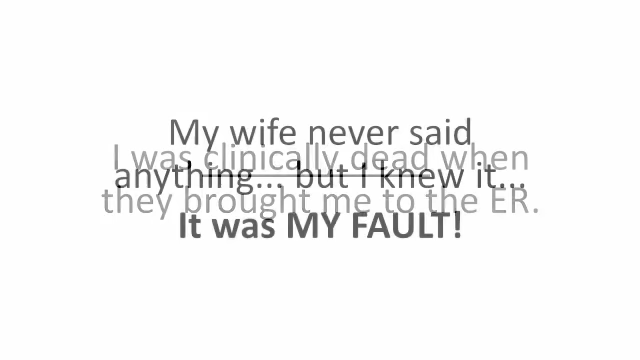 My wife never said
I was clinically dead when
anything... but I knew it...
they brought me to the ER.
It was MY FAULT!